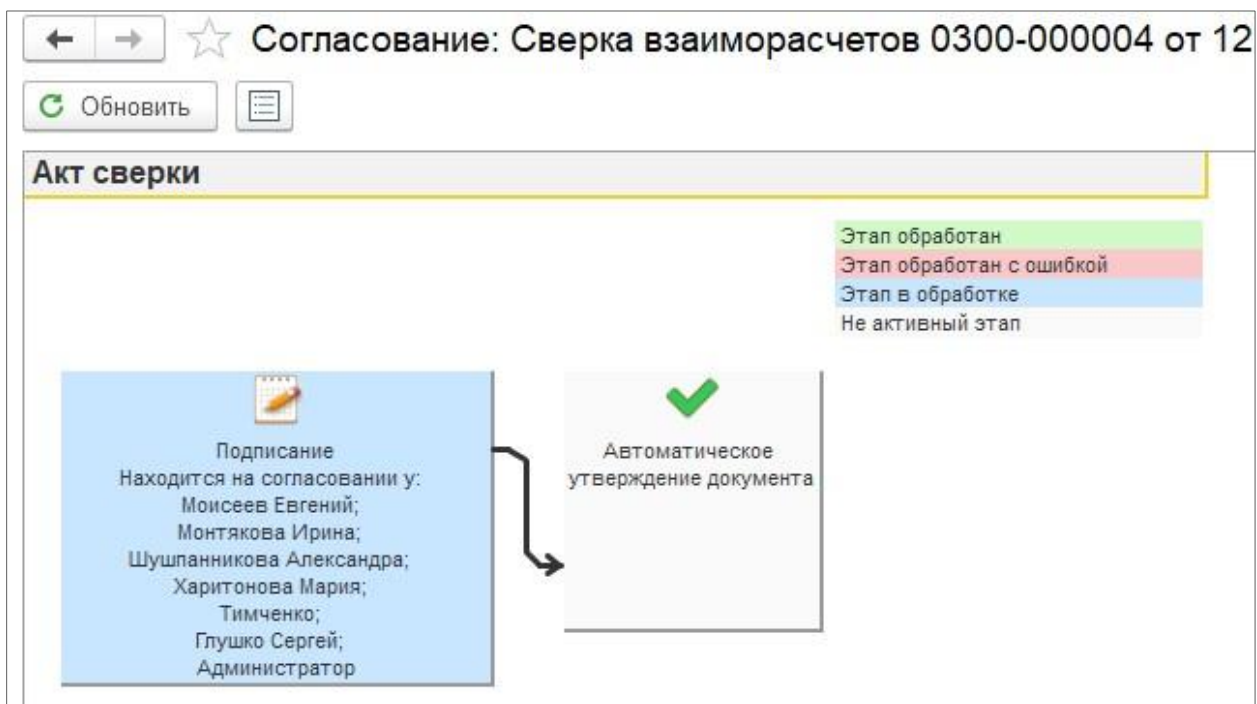 Согласование: Сверка взаиморасчетов 0300-000004 от 12
Обновить
Акт сверки
Этап обработан
Этап обработан с ошибкой
Этап в обработке
Не активный этап
Подписание
Находится на согласовании у:
Моисеев Евгений;
Монтякова Ирина;
Шушпанникова Александра;
Харитонова Мария;
Тимченко;
Глушко Сергей;
Администратор
Автоматическое
утверждение документа